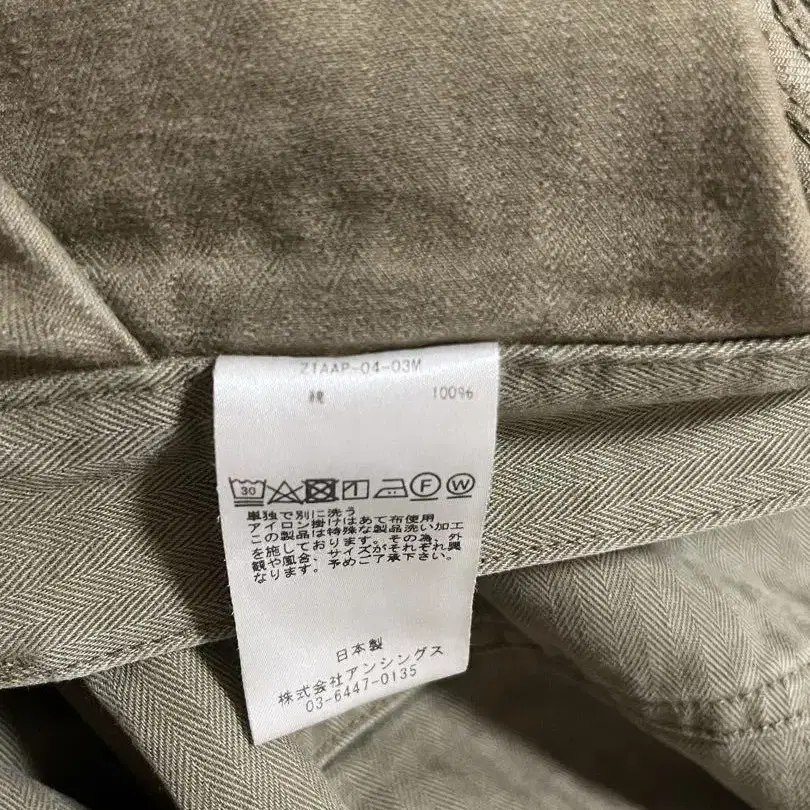 Z1AAP-04-03M
綿 100%
30 F W
単独で別に洗う
アイロン掛けはあて布使用
この製品は特殊な製品洗い加工
を施しております。その為、外
観や風合、サイズがそれぞれ異
なります。予めご了承下さい。
日本製
株式会社アンシングス
03-6447-0135